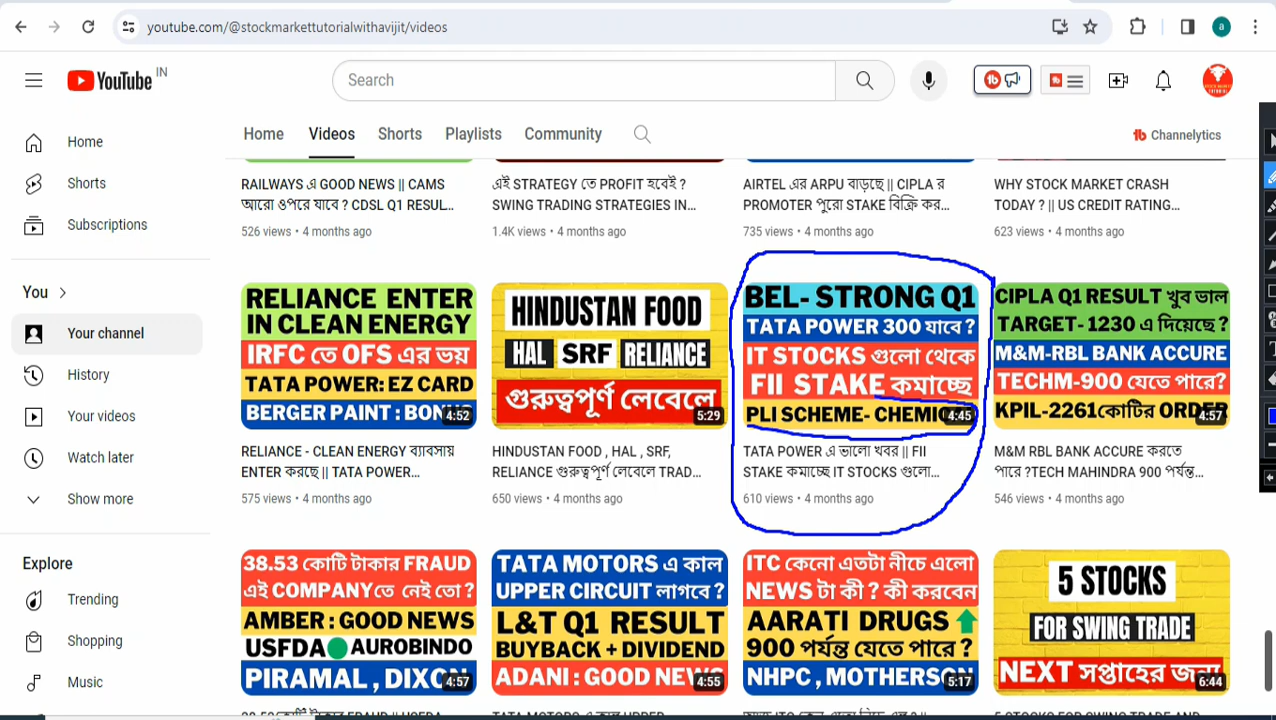 youtube.com/@stockmarkettutorialwithavijit/videos
a
YouTube IN
Search
Home Videos Shorts Playlists Community
Channelytics
Home
Shorts
Subscriptions
You
Your channel
History
Your videos
Watch later
Show more
Explore
Trending
Shopping
Music
RAILWAYS এ GOOD NEWS || CAMS
আরো ওপরে যাবে ? CDSL Q1 RESUL...
526 views • 4 months ago
এই STRATEGY তে PROFIT হবেই ?
SWING TRADING STRATEGIES IN...
1.4K views • 4 months ago
AIRTEL এর ARPU বাড়ছে || CIPLA র
PROMOTER পুরো STAKE বিক্রি কর...
735 views • 4 months ago
WHY STOCK MARKET CRASH
TODAY ? || US CREDIT RATING...
623 views • 4 months ago
RELIANCE ENTER
IN CLEAN ENERGY
IRFC তে OFS এর ভয়
TATA POWER: EZ CARD
BERGER PAINT : BONUS
4:52
RELIANCE - CLEAN ENERGY ব্যাবসায়
ENTER করছে || TATA POWER...
575 views • 4 months ago
HINDUSTAN FOOD
HAL SRF RELIANCE
গুরুত্বপূর্ণ লেবেলে
5:29
HINDUSTAN FOOD , HAL , SRF,
RELIANCE গুরুত্বপূর্ণ লেবেলে TRAD...
650 views • 4 months ago
BEL- STRONG Q1
TATA POWER 300 যাবে ?
IT STOCKS গুলো থেকে
FII STAKE কমাচ্ছে
PLI SCHEME- CHEMIC
4:45
TATA POWER এ ভালো খবর || FII
STAKE কমাচ্ছে IT STOCKS গুলো...
610 views • 4 months ago
CIPLA Q1 RESULT খুব ভাল
TARGET- 1230 এ দিয়েছে ?
M&M-RBL BANK ACCURE
TECHM-900 যেতে পারে?
KPIL-2261কোটির ORDER
4:57
M&M RBL BANK ACCURE করতে
পারে ?TECH MAHINDRA 900 পর্যন্ত...
546 views • 4 months ago
38.53 কোটি টাকার FRAUD
এই COMPANYতে নেই তো ?
AMBER : GOOD NEWS
USFDA AUROBINDO
PIRAMAL , DIXON
4:57
TATA MOTORS এ কাল
UPPER CIRCUIT লাগবে ?
L&T Q1 RESULT
BUYBACK + DIVIDEND
ADANI : GOOD NEWS
4:55
ITC কেনো এতটা নীচে এলো
NEWS টা কী ? কী করবেন
AARATI DRUGS
900 পর্যন্ত যেতে পারে ?
NHPC , MOTHERSON
5:17
5 STOCKS
FOR SWING TRADE
NEXT সপ্তাহের জন্য
6:44